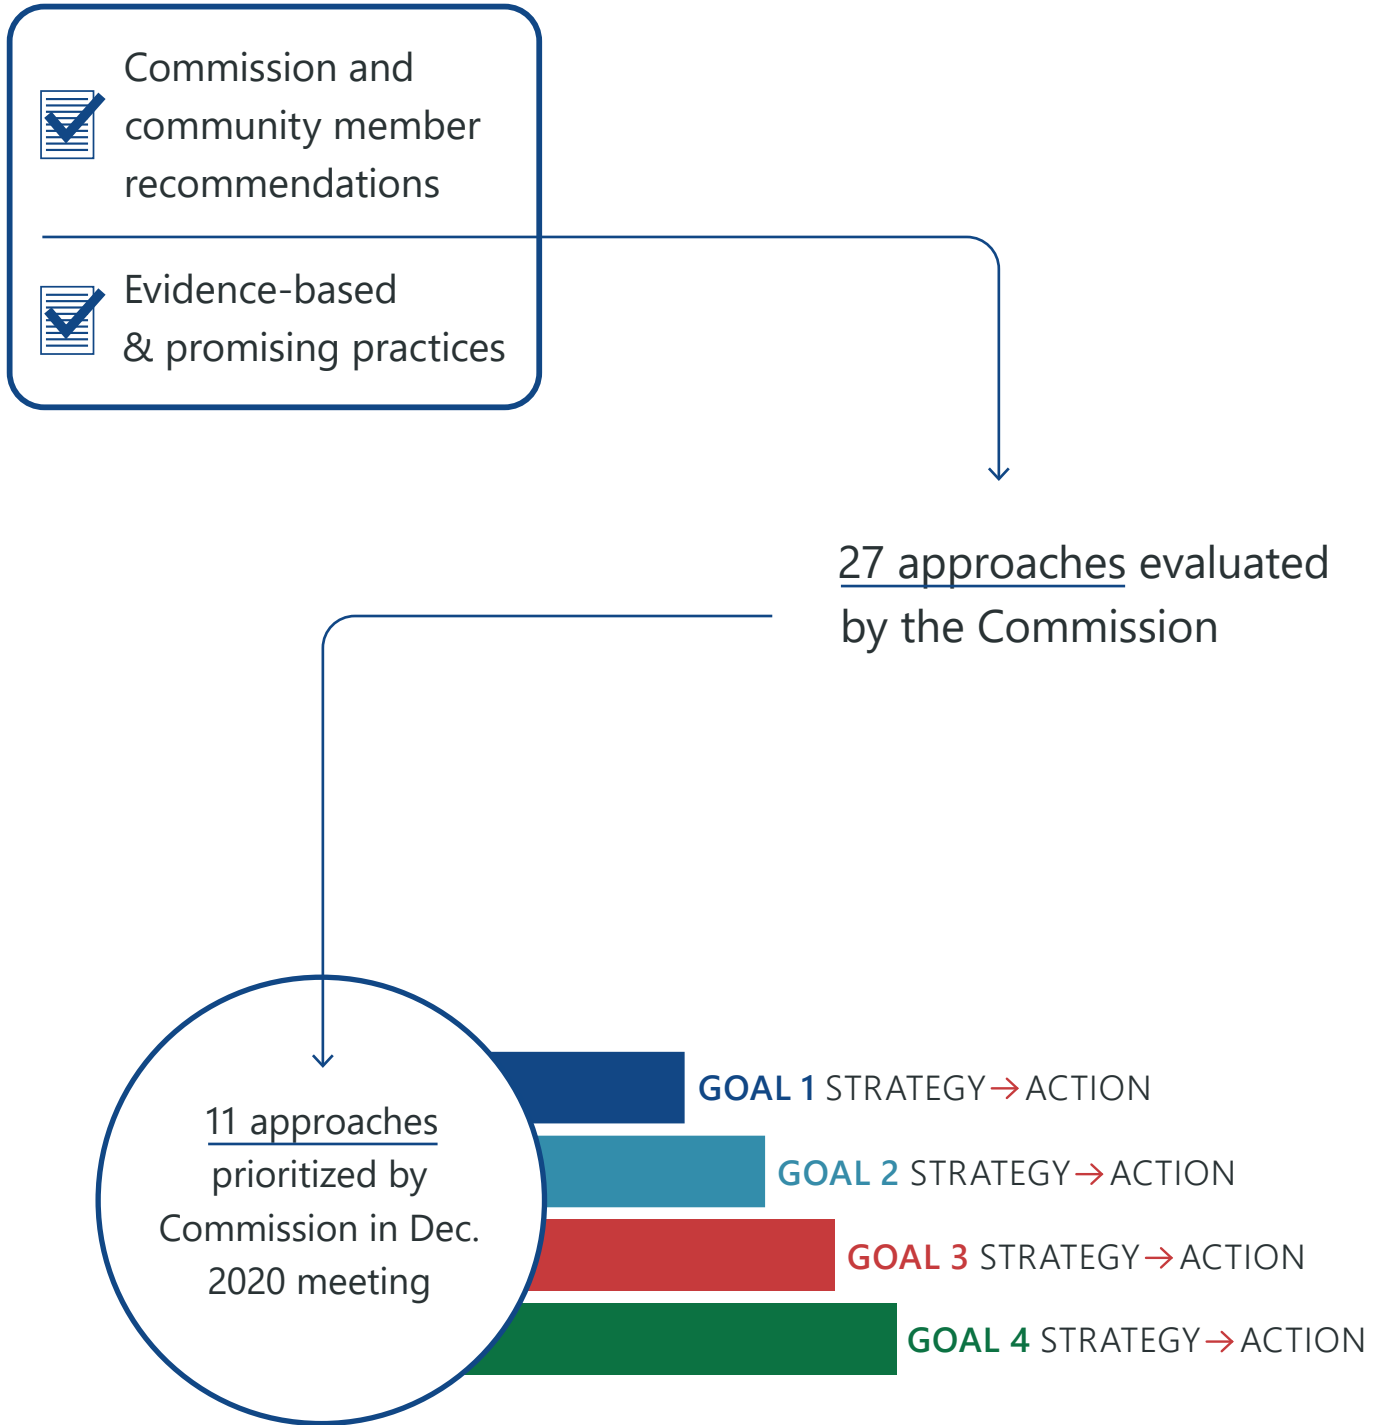 Commission and
community member
recommendations
Evidence-based
& promising practices
27 approaches evaluated
by the Commission
11 approaches
prioritized by
Commission in Dec.
2020 meeting
GOAL 1 STRATEGY→ACTION
GOAL 2 STRATEGY→ACTION
GOAL 3 STRATEGY→ACTION
GOAL 4 STRATEGY→ACTION